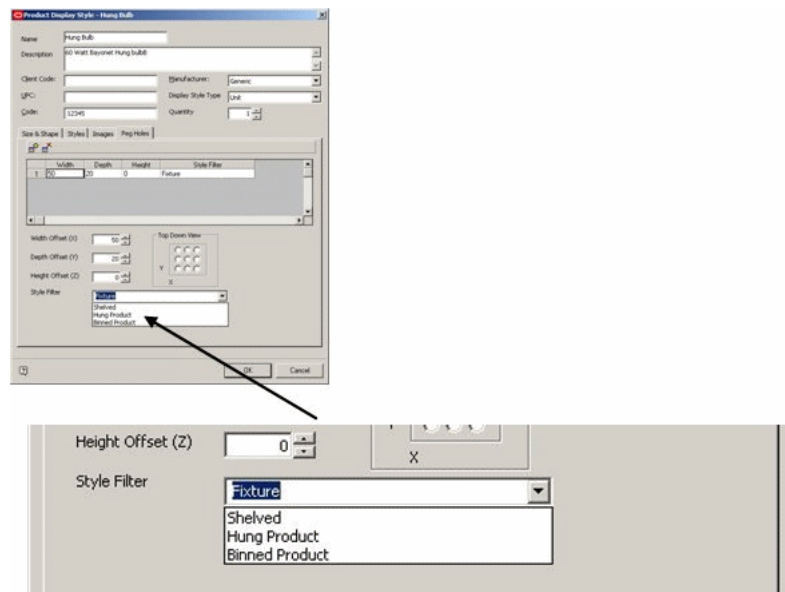 Product Display Style - Hung Bulb
Name Hung Bulb
Description 60 Watt Bayonet Hung bulbB
Client Code: Manufacturer: Generic
UPC: Display Style Type Unit
Code: 12345 Quantity 1
Size & Shape Styles Images Peg Holes
Width Depth Height Style Filter
1 50 20 0 Fixture
Width Offset (X) 50 Top Down View
Depth Offset (Y) 20 Y
Height Offset (Z) 0 X
Style Filter Fixture
Shelved
Hung Product
Binned Product
OK Cancel
Height Offset (Z) 0 X
Style Filter Fixture
Shelved
Hung Product
Binned Product